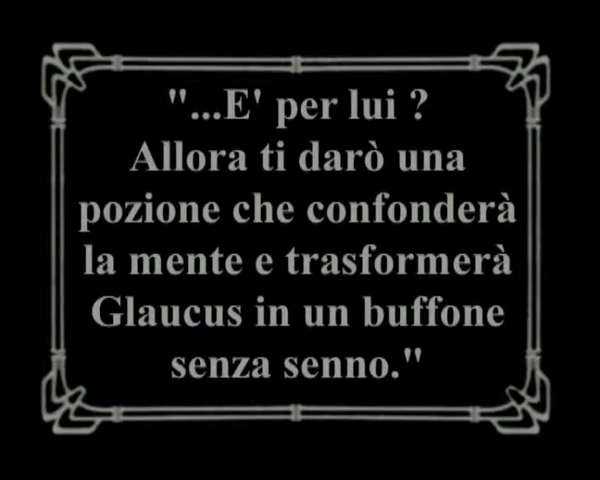 "...E' per lui ?
Allora ti darò una
pozione che confonderà
la mente e trasformerà
Glaucus in un buffone
senza senno."